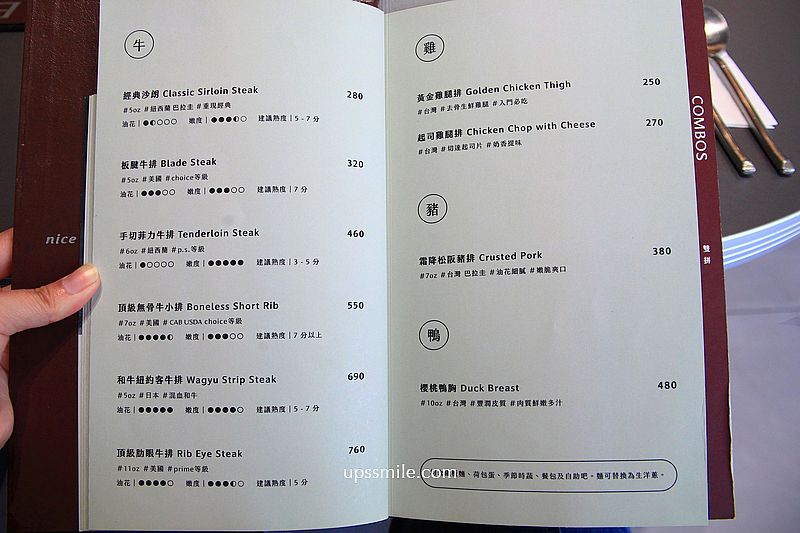 nice
牛
經典沙朗 Classic Sirloin Steak 280
#5oz #紐西蘭 巴拉圭 #重現經典
油花 | ●◐○○○ 嫩度 | ●●●◐○ 建議熟度 | 5 - 7 分
板腱牛排 Blade Steak 320
#5oz #美國 #choice等級
油花 | ●●●○○ 嫩度 | ●●●○○ 建議熟度 | 7 分
手切菲力牛排 Tenderloin Steak 460
#6oz #紐西蘭 #p.s.等級
油花 | ●○○○○ 嫩度 | ●●●●● 建議熟度 | 3 - 5 分
頂級無骨牛小排 Boneless Short Rib 550
#7oz #美國 #CAB USDA choice等級
油花 | ●●●●◐ 嫩度 | ●●●○○ 建議熟度 | 7 分以上
和牛紐約客牛排 Wagyu Strip Steak 690
#5oz #日本 #混血和牛
油花 | ●●●●● 嫩度 | ●●●●○ 建議熟度 | 5 - 7 分
頂級肋眼牛排 Rib Eye Steak 760
#11oz #美國 #prime等級
油花 | ●●●●○ 嫩度 | ●●●◐○ 建議熟度 | 5 分
雞
黃金雞腿排 Golden Chicken Thigh 250
#台灣 #去骨生鮮雞腿 #入門必吃
起司雞腿排 Chicken Chop with Cheese 270
#台灣 #切達起司片 #奶香提味
豬
霜降松阪豬排 Crusted Pork 380
#7oz #台灣 巴拉圭 #油花細膩 #嫩脆爽口
鴨
櫻桃鴨胸 Duck Breast 480
#10oz #台灣 #豐潤皮質 #肉質鮮嫩多汁
麵、荷包蛋、季節時蔬、餐包及自助吧。麵可替換為生洋蔥。
COMBOS
雙拼
upssmile.com